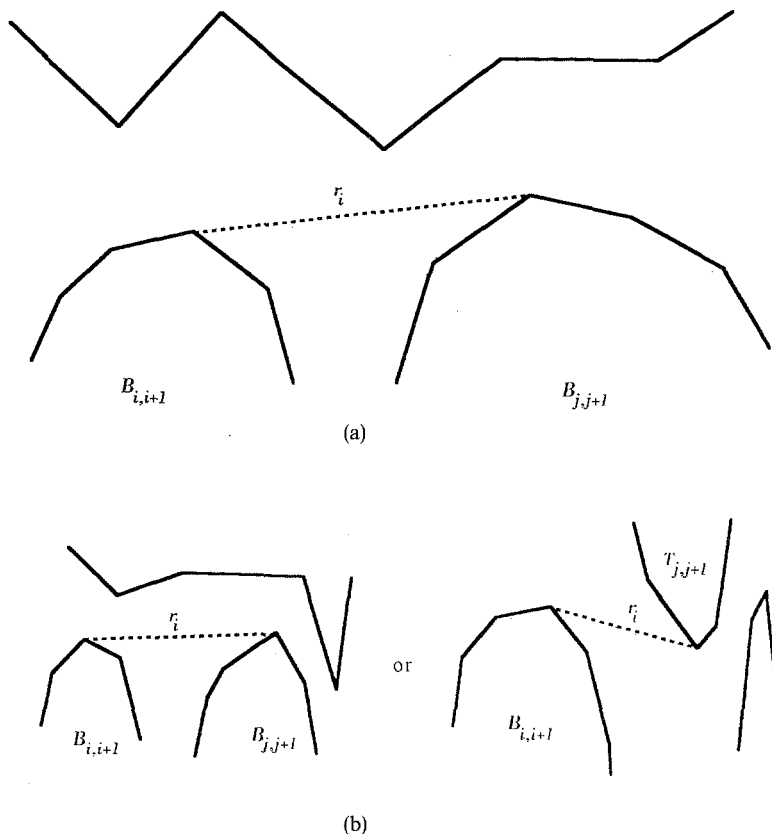 r_i
B_{i,i+1}
B_{j,j+1}
(a)
T_{j,j+1}
r_i
r_i
or
B_{i,i+1}
B_{j,j+1}
B_{i,i+1}
(b)